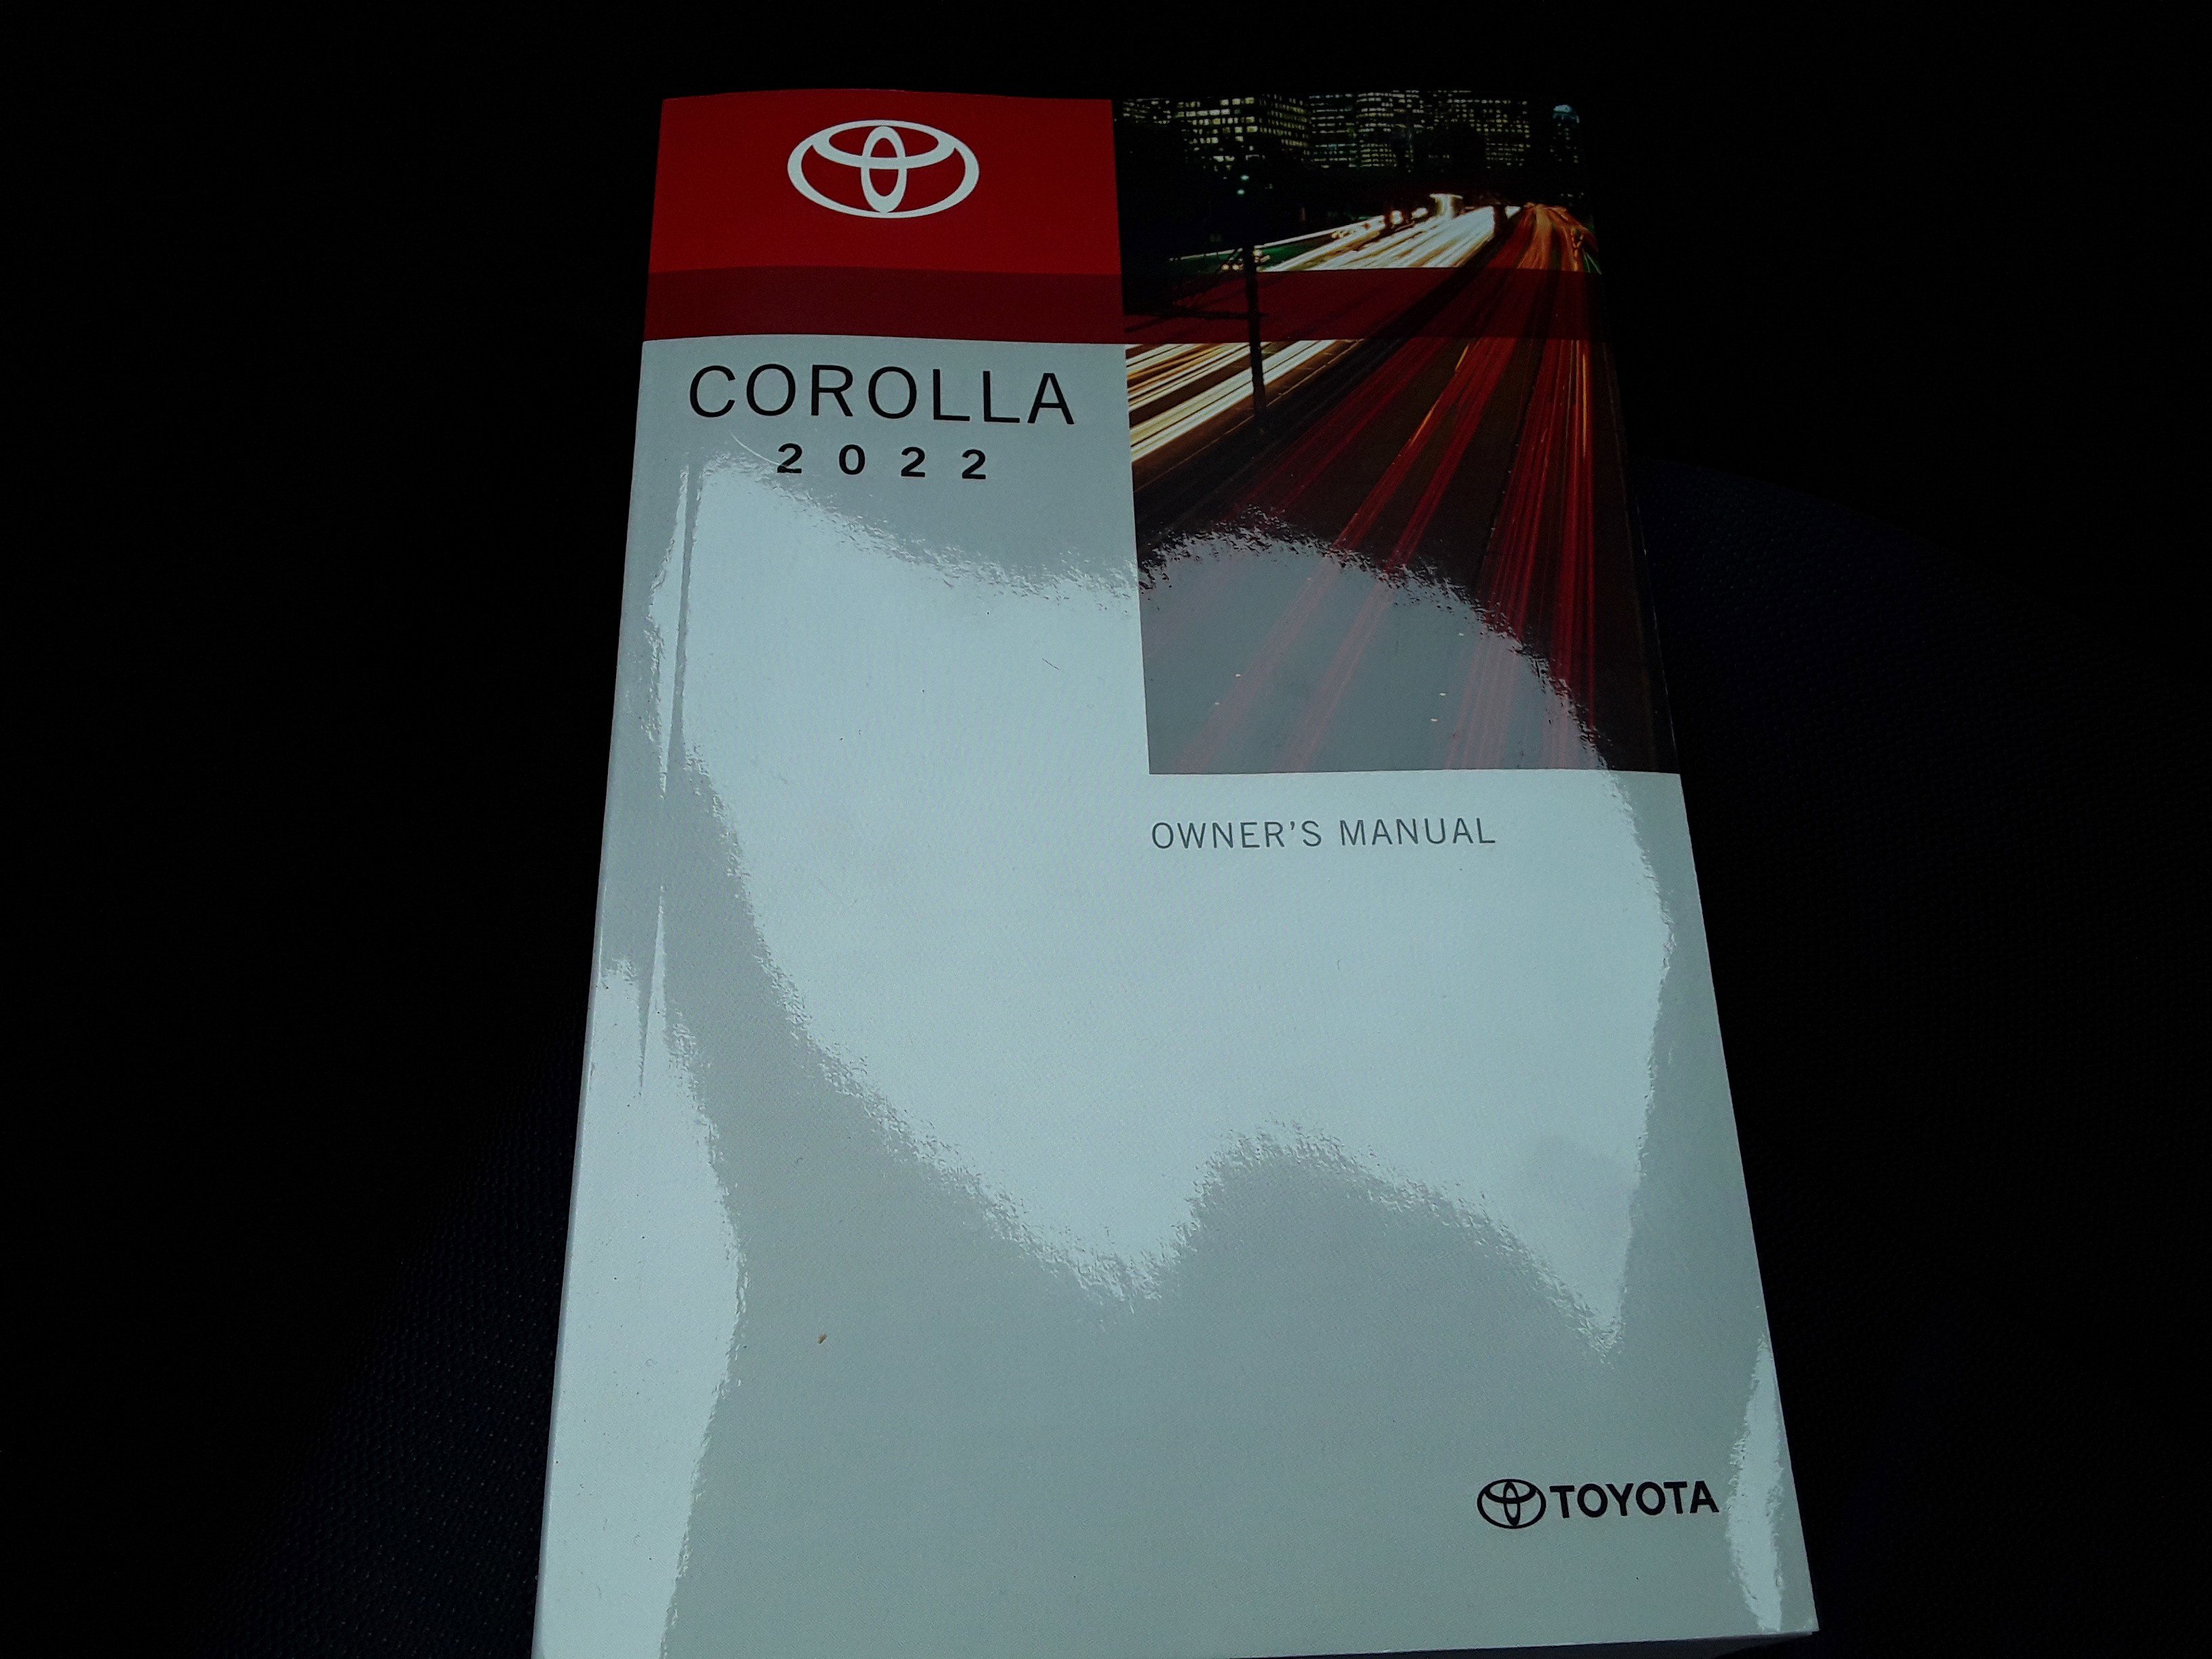 COROLLA
2022
OWNER'S MANUAL
TOYOTA